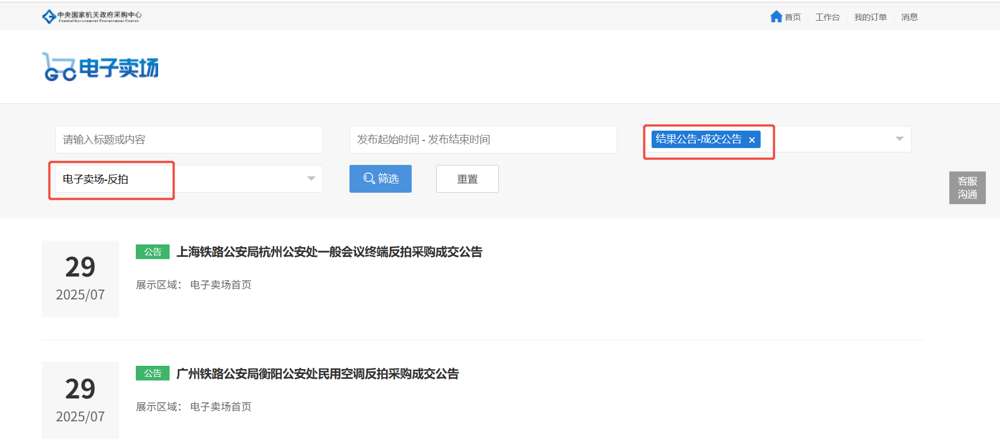 中央国家机关政府采购中心
Central Government Procurement Center
首页 工作台 我的订单 消息
GC 电子卖场
请输入标题或内容 发布起始时间 - 发布结束时间 结果公告-成交公告 ×
电子卖场-反拍 筛选 重置
客服
沟通
29
2025/07
公告 上海铁路公安局杭州公安处一般会议终端反拍采购成交公告
展示区域： 电子卖场首页
29
2025/07
公告 广州铁路公安局衡阳公安处民用空调反拍采购成交公告
展示区域： 电子卖场首页